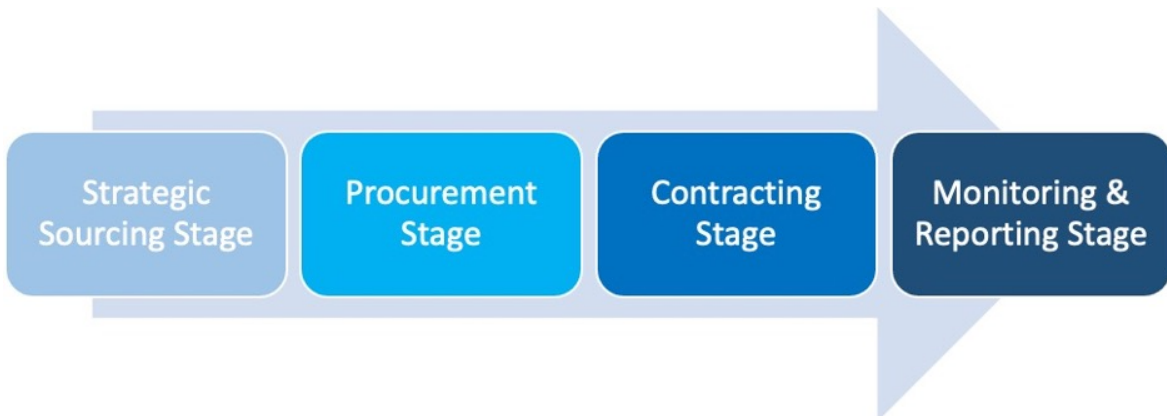 Strategic
Sourcing Stage
Procurement
Stage
Contracting
Stage
Monitoring &
Reporting Stage